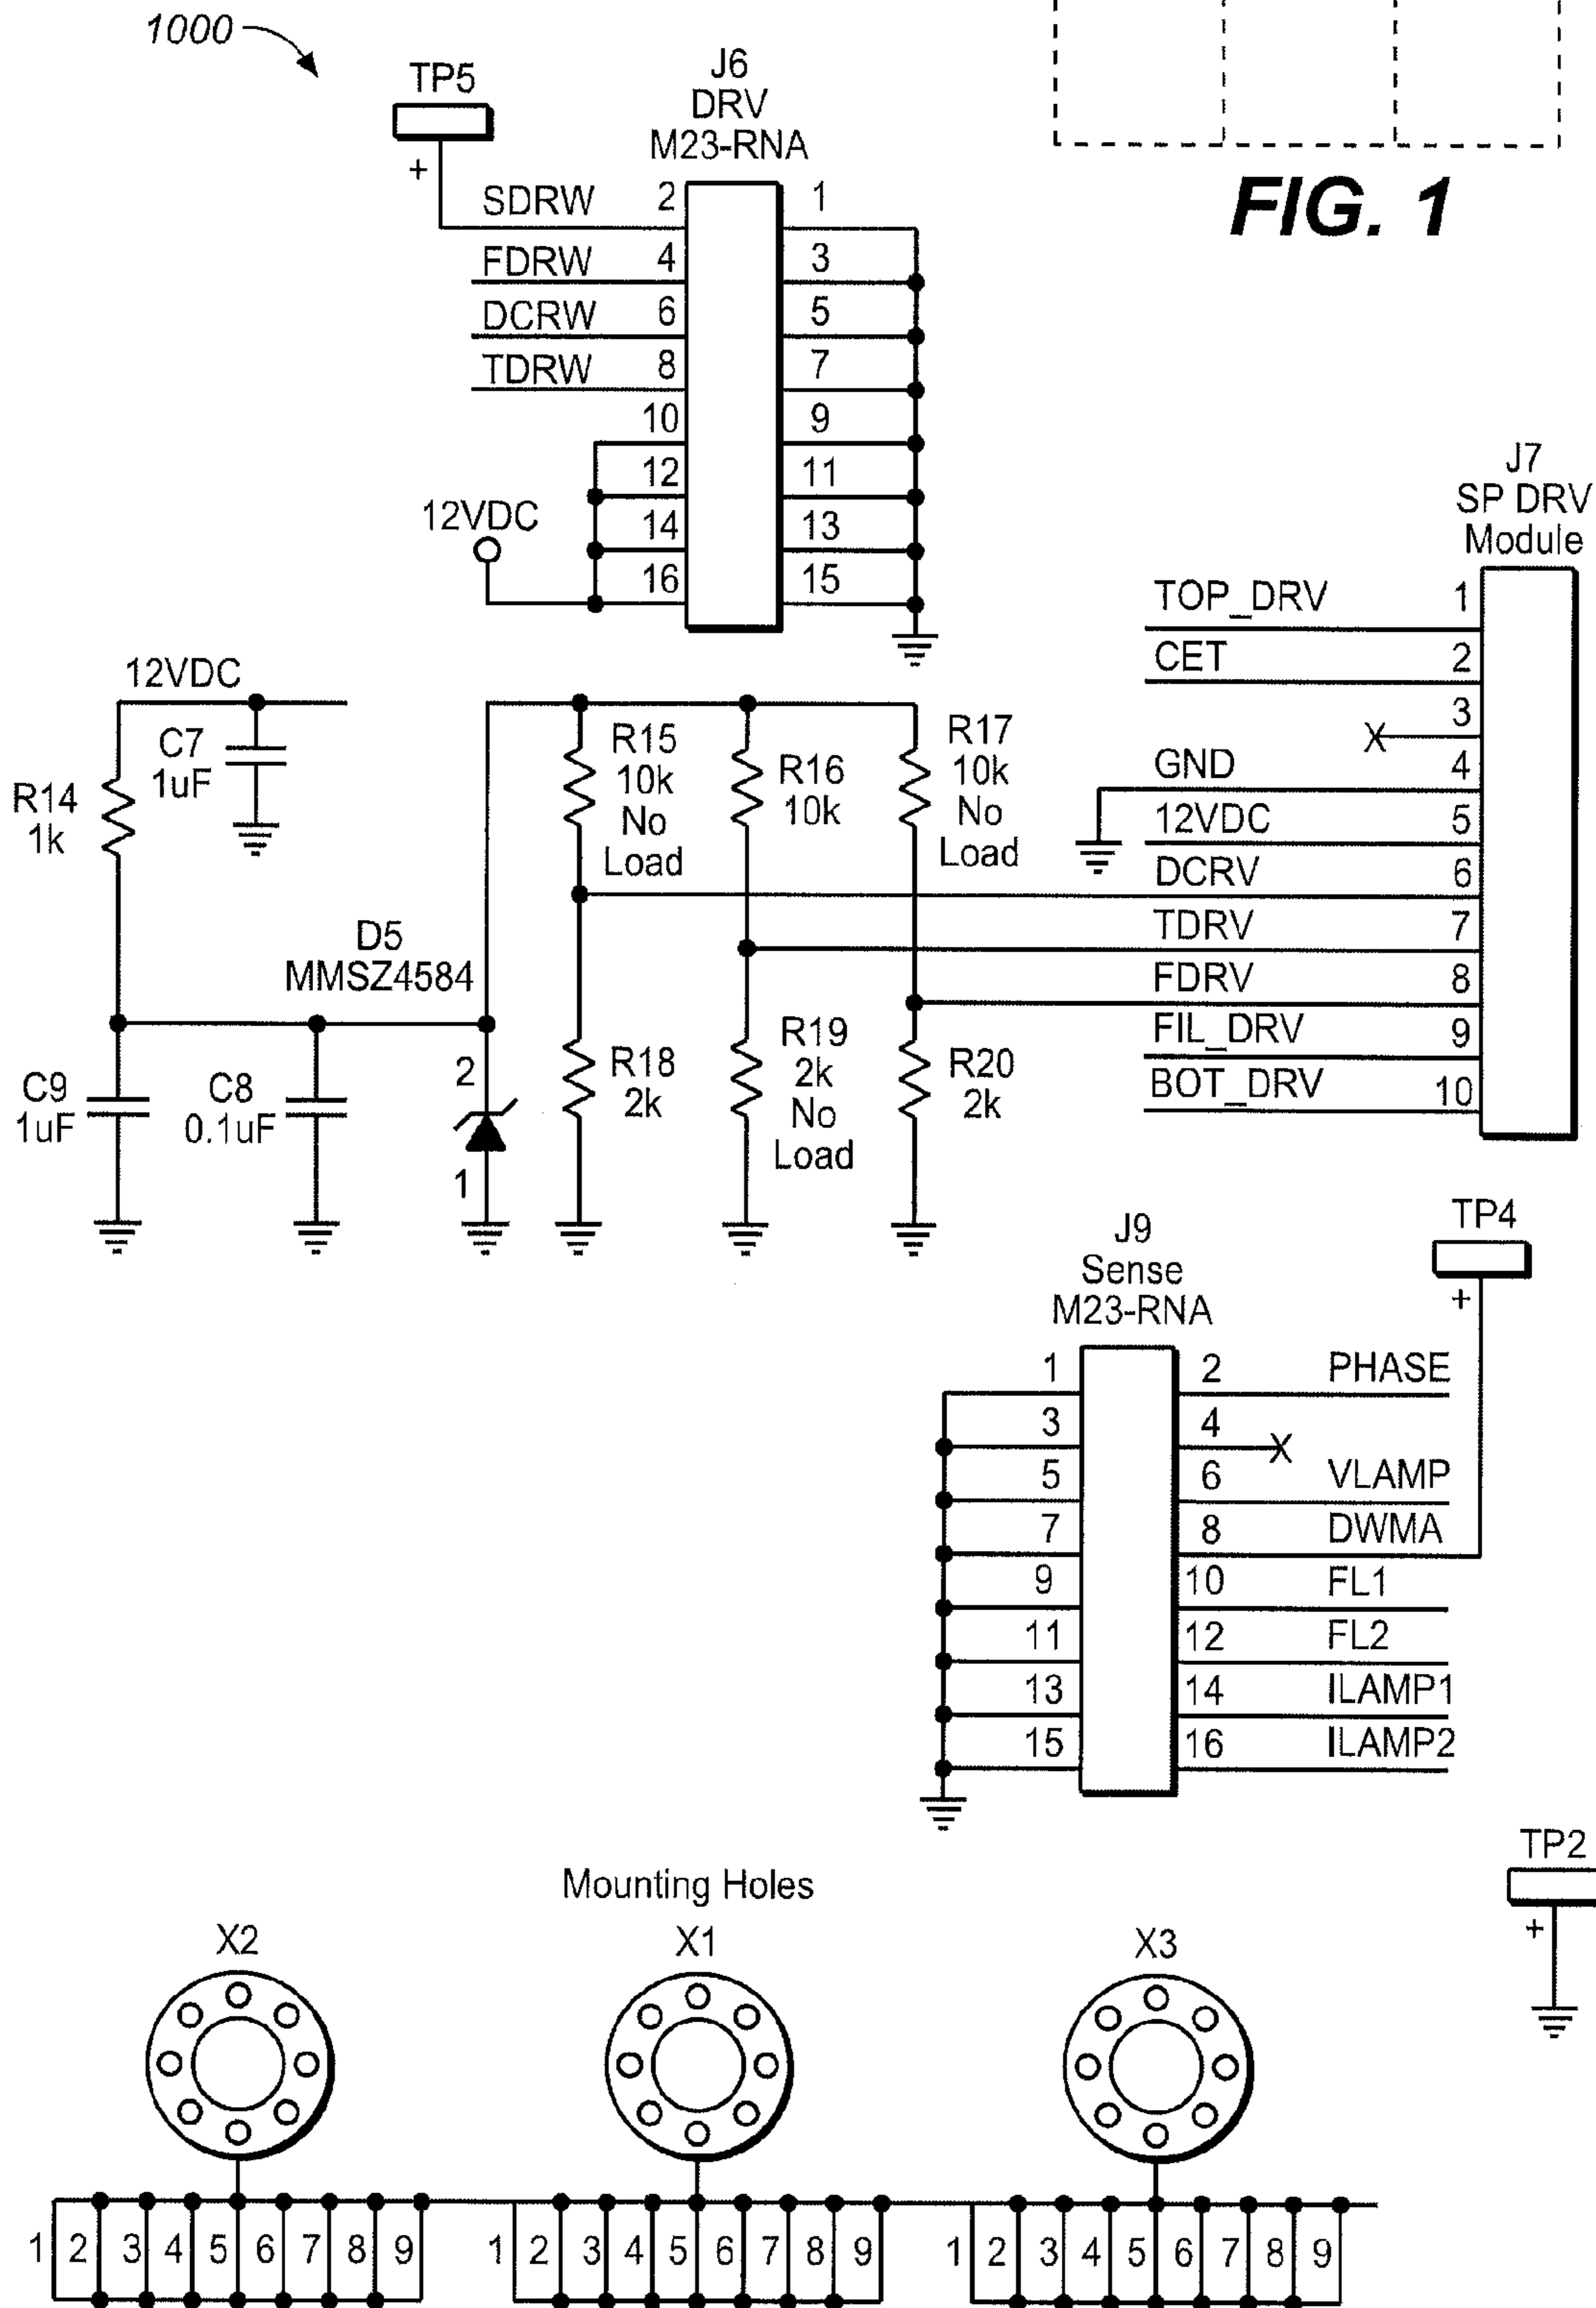 1000
TP5
+
J6
DRV
M23-RNA
FIG. 1
SDRW 2 1
FDRW 4 3
DCRW 6 5
TDRW 8 7
10 9
12 11
12VDC
14 13
16 15
J7
SP DRV
Module
TOP_DRV 1
CET 2
X 3
GND 4
12VDC 5
DCRV 6
TDRV 7
FDRV 8
FIL_DRV 9
BOT_DRV 10
12VDC
C7
1uF
R14
1k
R15
10k
No
Load
R16
10k
R17
10k
No
Load
D5
MMSZ4584
2
1
C9
1uF
C8
0.1uF
R18
2k
R19
2k
No
Load
R20
2k
J9
Sense
M23-RNA
TP4
+
1 2 PHASE
3 4 X
5 6 VLAMP
7 8 DWMA
9 10 FL1
11 12 FL2
13 14 ILAMP1
15 16 ILAMP2
TP2
+
Mounting Holes
X2 X1 X3
1 2 3 4 5 6 7 8 9 1 2 3 4 5 6 7 8 9 1 2 3 4 5 6 7 8 9